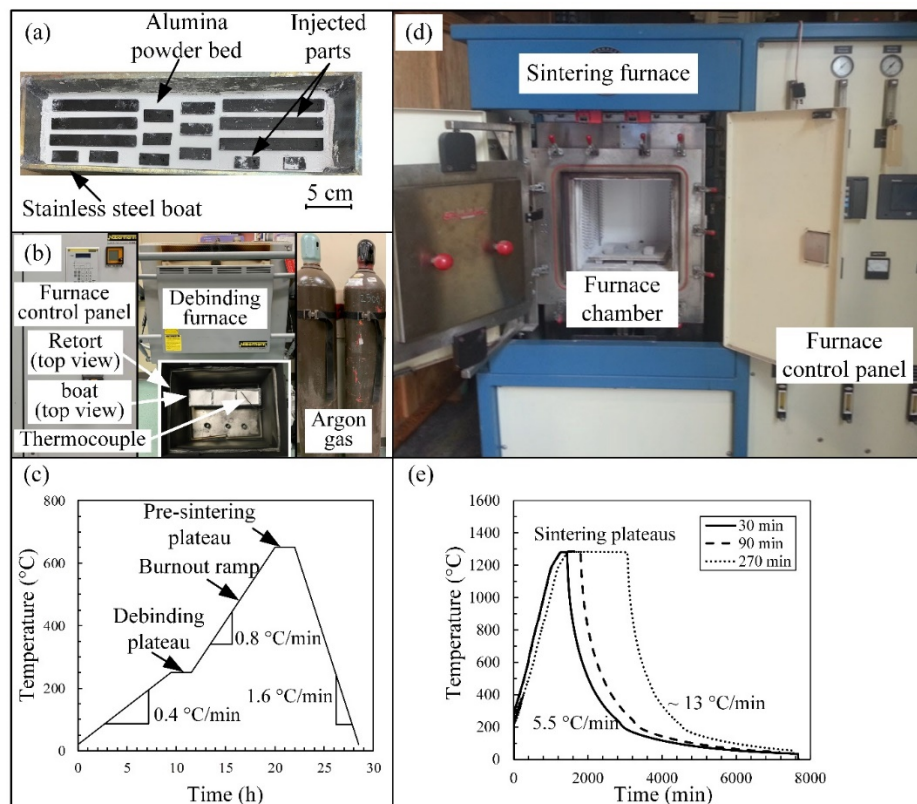 (a)
Alumina
powder bed
Injected
parts
Stainless steel boat
5 cm
(b)
Furnace
control panel
Debinding
furnace
Retort
(top view)
boat
(top view)
Thermocouple
Argon
gas
(c)
800
600
400
200
0
Temperature (°C)
Pre-sintering
plateau
Burnout ramp
Debinding
plateau
0.8 °C/min
0.4 °C/min
1.6 °C/min
0 5 10 15 20 25 30
Time (h)
(d)
Sintering furnace
Furnace
chamber
Furnace
control panel
(e)
1600
1400
1200
1000
800
600
400
200
0
Temperature (°C)
Sintering plateaus
30 min
90 min
270 min
5.5 °C/min
~ 13 °C/min
0 2000 4000 6000 8000
Time (min)